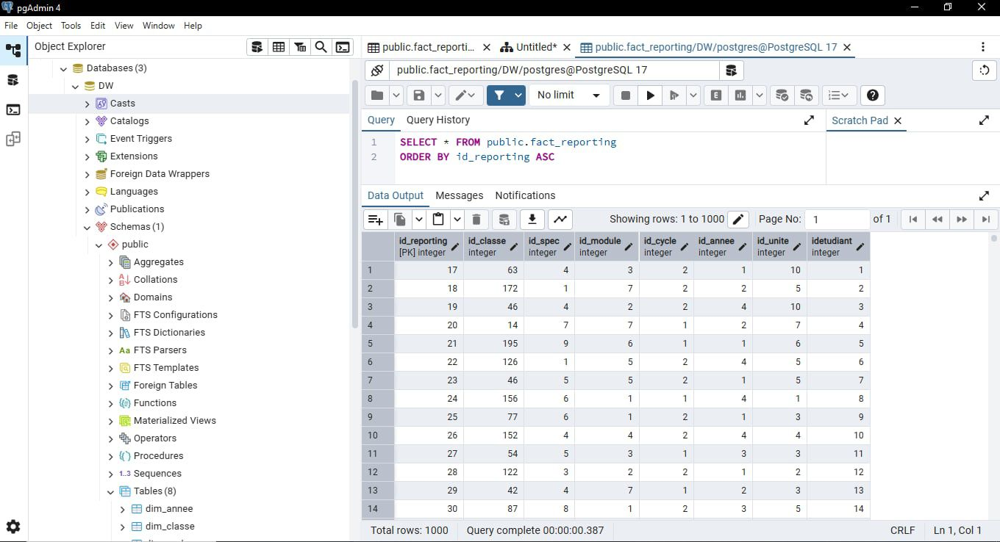 pgAdmin 4
File Object Tools Edit View Window Help
Object Explorer
Databases (3)
DW
Casts
Catalogs
Event Triggers
Extensions
Foreign Data Wrappers
Languages
Publications
Schemas (1)
public
Aggregates
Collations
Domains
FTS Configurations
FTS Dictionaries
Aa FTS Parsers
FTS Templates
Foreign Tables
Functions
Materialized Views
Operators
Procedures
1..3 Sequences
Tables (8)
dim_annee
dim_classe
public.fact_reporti... Untitled* public.fact_reporting/DW/postgres@PostgreSQL 17
public.fact_reporting/DW/postgres@PostgreSQL 17
No limit E
Query Query History Scratch Pad
1 SELECT * FROM public.fact_reporting
2 ORDER BY id_reporting ASC
Data Output Messages Notifications
Showing rows: 1 to 1000 Page No: 1 of 1
id_reporting id_classe id_spec id_module id_cycle id_annee id_unite idetudiant
[PK] integer integer integer integer integer integer integer integer
1 17 63 4 3 2 1 10 1
2 18 172 1 7 2 2 5 2
3 19 46 4 2 2 4 10 3
4 20 14 7 7 1 2 7 4
5 21 195 9 6 1 1 6 5
6 22 126 1 5 2 4 5 6
7 23 46 5 5 2 1 5 7
8 24 156 6 1 1 4 1 8
9 25 77 6 1 2 1 3 9
10 26 152 4 4 2 4 4 10
11 27 54 5 3 1 3 3 11
12 28 122 3 2 2 1 2 12
13 29 42 4 7 1 2 3 13
14 30 87 8 1 2 3 5 14
Total rows: 1000 Query complete 00:00:00.387 CRLF Ln 1, Col 1